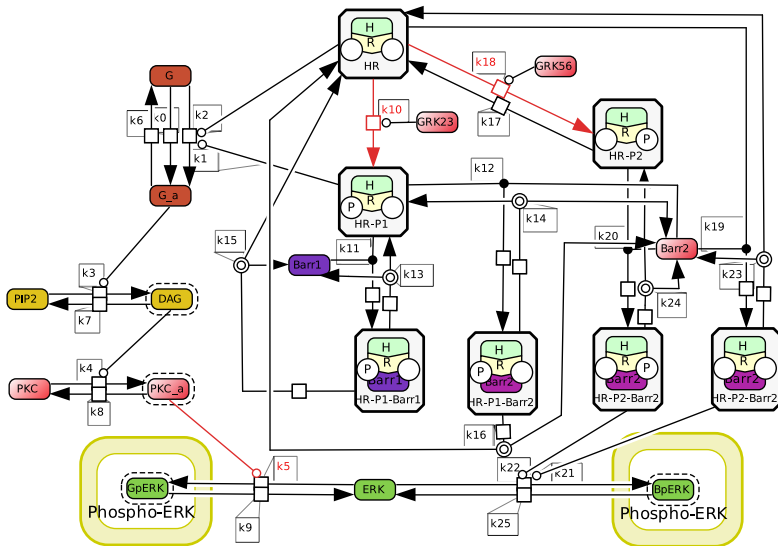 H
R
HR
k18
GRK56
G
k6
k0
k2
k10
GRK23
k17
H
R
P
HR-P2
k1
k12
G_a
H
R
P
HR-P1
k14
k15
k11
k20
k19
Barr2
Barr1
k13
k3
k23
k24
PIP2
DAG
k7
H
R
P
Barr1
HR-P1-Barr1
H
R
P
Barr2
HR-P1-Barr2
H
R
P
Barr2
HR-P2-Barr2
H
R
Barr2
HR-P2-Barr2
k4
PKC
PKC_a
k8
k16
k5
k22
k21
GpERK
ERK
BpERK
Phospho-ERK
k9
k25
Phospho-ERK